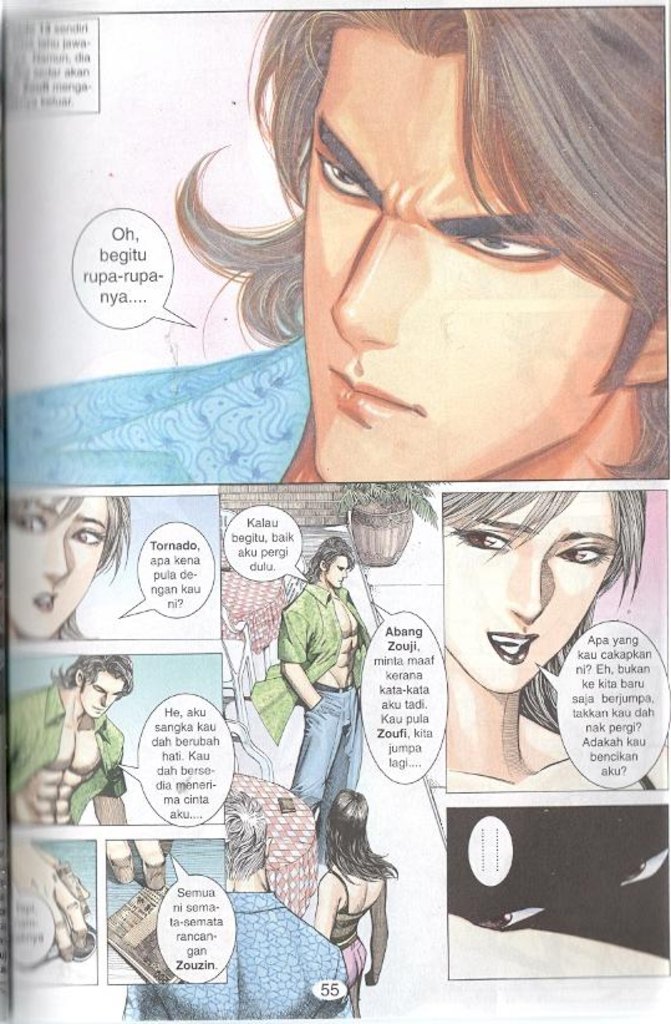 Oh,
begitu
rupa-rupa-
nya....
Tornado,
apa kena
pula de-
ngan kau
ni?
Kalau
begitu, baik
aku pergi
dulu.
Abang
Zouji,
minta maaf
kerana
kata-kata
aku tadi.
Kau pula
Zoufi, kita
jumpa
lagi....
Apa yang
kau cakapkan
ni? Eh, bukan
ke kita baru
saja berjumpa,
takkan kau dah
nak pergi?
Adakah kau
bencikan
aku?
He, aku
sangka kau
dah berubah
hati. Kau
dah berse-
dia meneri-
ma cinta
aku....
Semua
ni sema-
ta-semata
rancan-
gan
Zouzin.
55